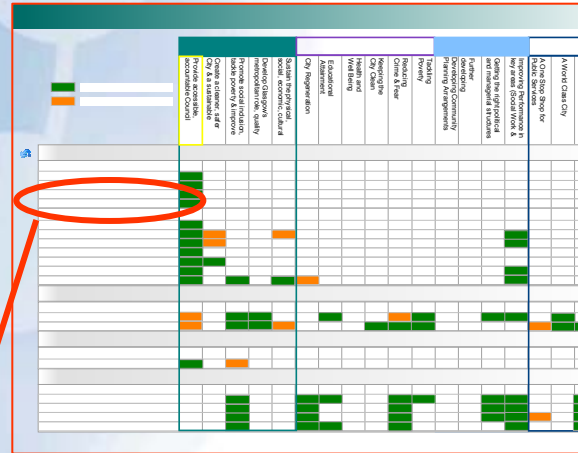 Provide accessible,
accountable Council
Create a cleaner, safer
City & a sustainable
Promote social inclusion,
tackle poverty & improve
Develop Glasgow's
metropolitan role, quality
Sustain the physical,
social, economic, cultural
City Regeneration
Educational
Attainment
Health and
Well Being
Keeping the
City Clean
Reducing
Crime & Fear
Tackling
Poverty
Further
developing
Developing Community
Planning Arrangements
Getting the right political
and managerial structures
Improving Performance in
key areas (Social Work &
A One Stop Shop for
Public Services
A World Class City